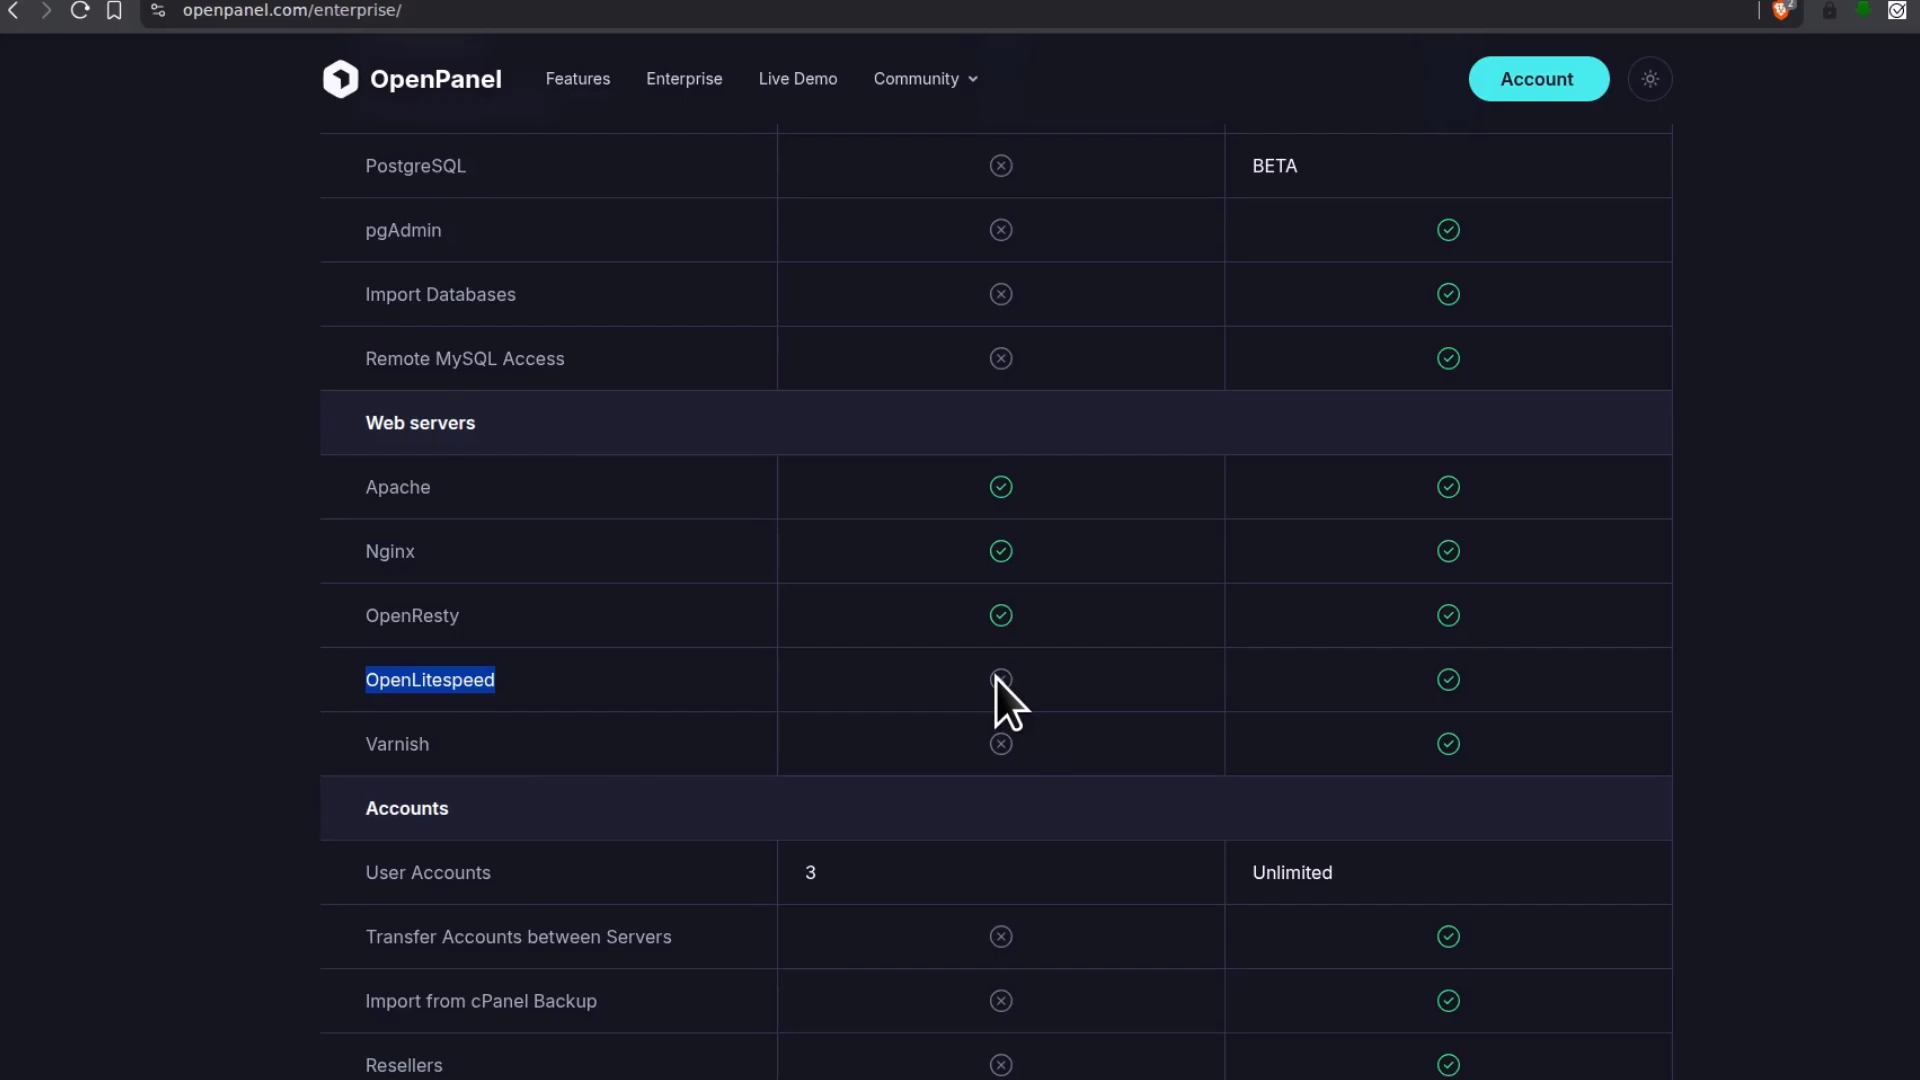 openpanel.com/enterprise/
2
OpenPanel
Features
Enterprise
Live Demo
Community
Account
PostgreSQL
BETA
pgAdmin
Import Databases
Remote MySQL Access
Web servers
Apache
Nginx
OpenResty
OpenLitespeed
Varnish
Accounts
User Accounts
3
Unlimited
Transfer Accounts between Servers
Import from cPanel Backup
Resellers